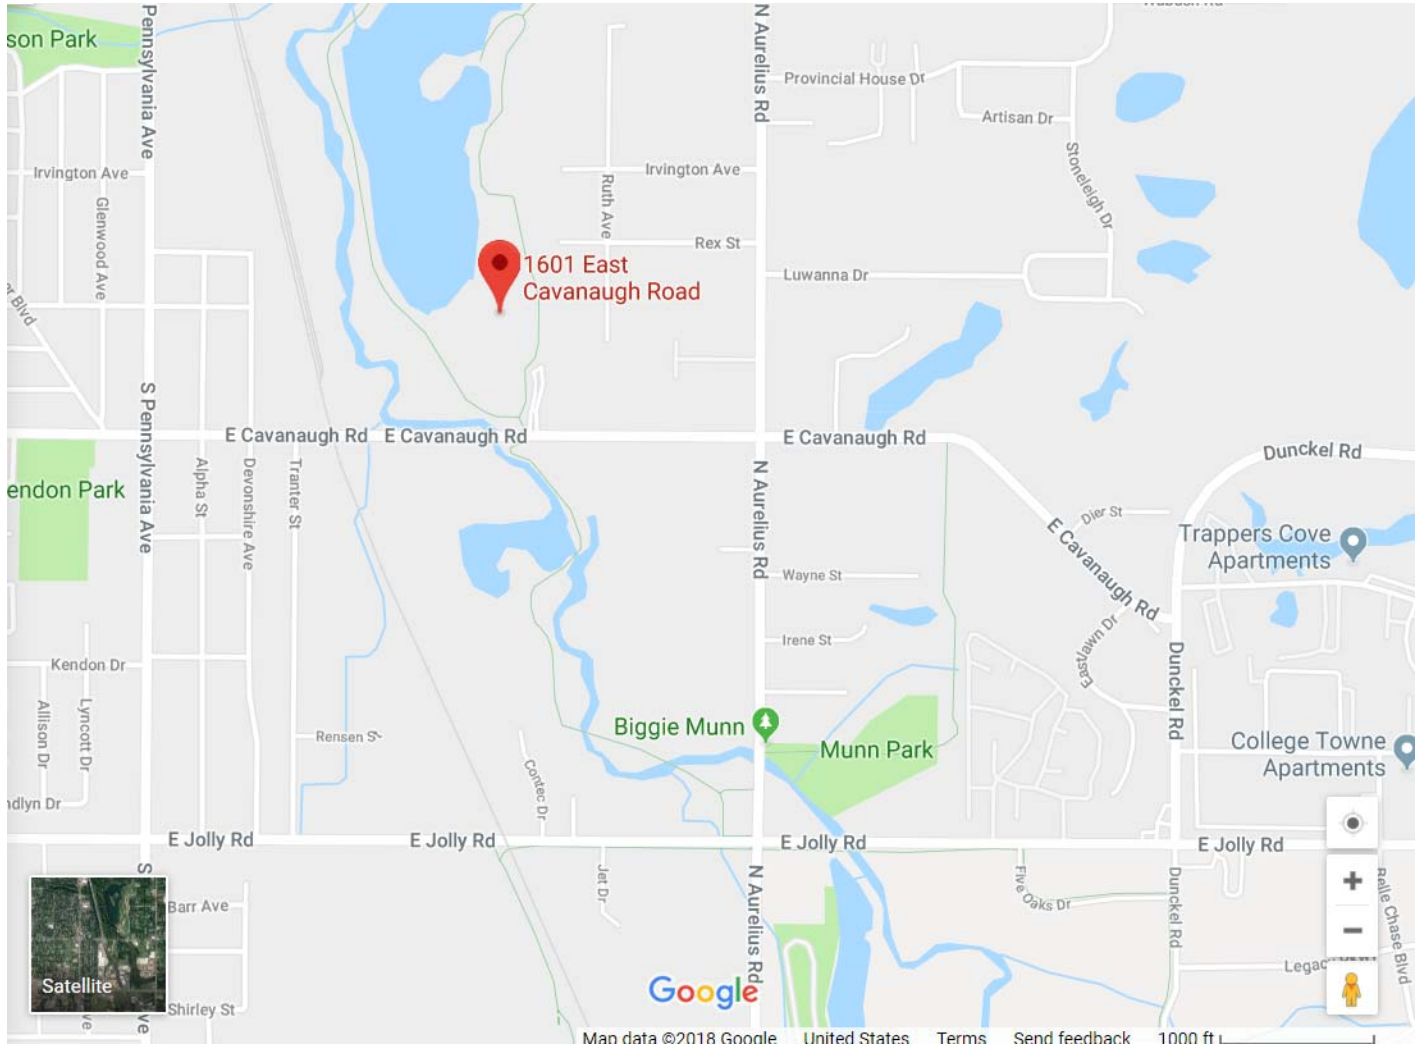 Pennsylvania Ave
son Park
N Aurelius Rd
Provincial House Dr
Artisan Dr
Stoneleigh Dr
Irvington Ave
Irvington Ave
Glenwood Ave
Ruth Ave
Rex St
1601 East
Cavanaugh Road
Luwanna Dr
er Blvd
S Pennsylvania Ave
E Cavanaugh Rd
E Cavanaugh Rd
E Cavanaugh Rd
Dunckel Rd
endon Park
Alpha St
Devonshire Ave
Tranter St
N Aurelius Rd
Dier St
E Cavanaugh Rd
Trappers Cove
Apartments
Wayne St
Irene St
Eastlawn Dr
Kendon Dr
Allison Dr
Lyncott Dr
Rensen St
Dunckel Rd
Biggie Munn
Munn Park
College Towne
Apartments
Contec Dr
ndlyn Dr
E Jolly Rd
E Jolly Rd
E Jolly Rd
E Jolly Rd
S
Barr Ave
Jet Dr
N Aurelius Rd
Five Oaks Dr
Dunckel Rd
Belle Chase Blvd
Satellite
Shirley St
ve
Ave
Google
Map data ©2018 Google
United States
Terms
Send feedback
1000 ft